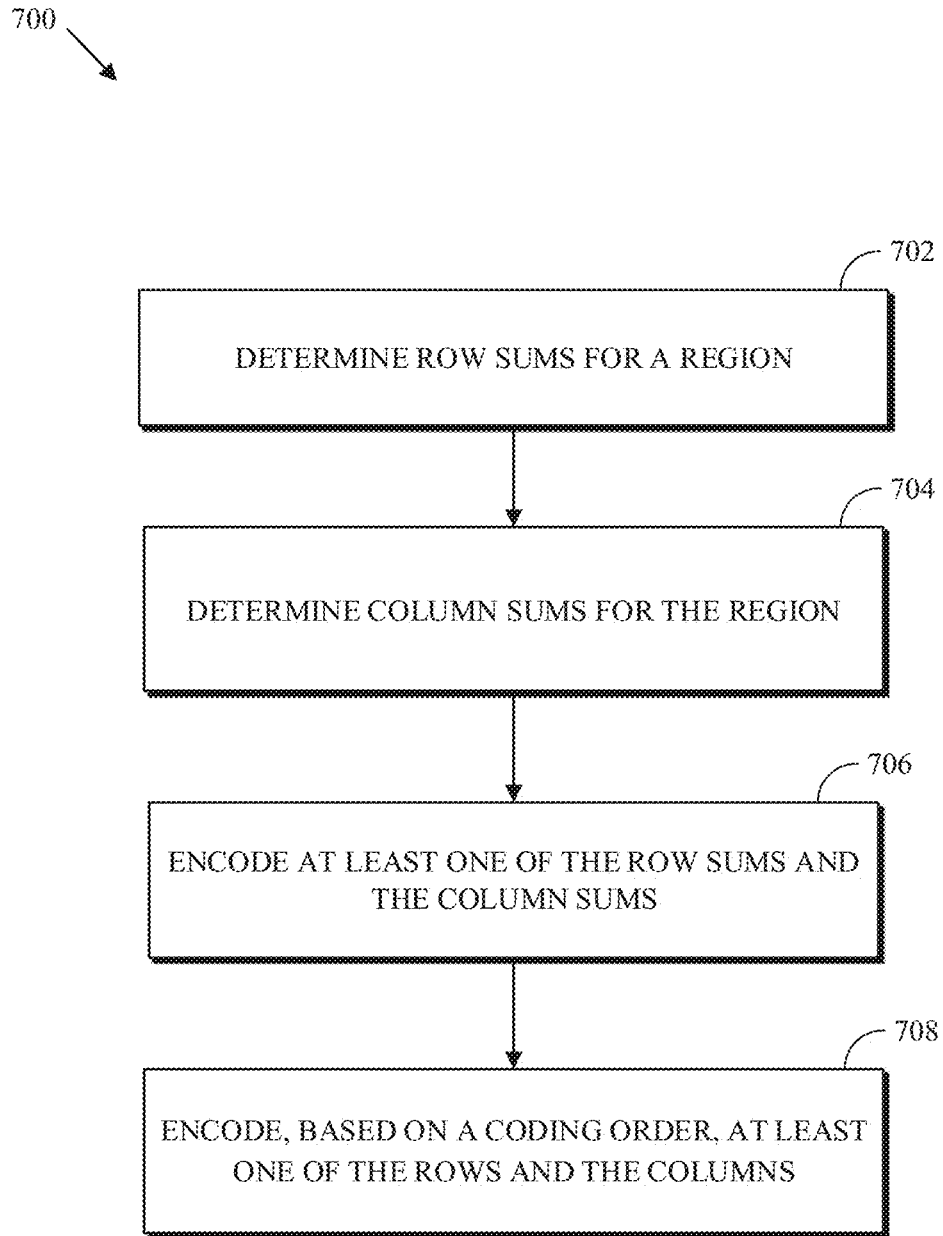 700
702
DETERMINE ROW SUMS FOR A REGION
704
DETERMINE COLUMN SUMS FOR THE REGION
706
ENCODE AT LEAST ONE OF THE ROW SUMS AND
THE COLUMN SUMS
708
ENCODE, BASED ON A CODING ORDER, AT LEAST
ONE OF THE ROWS AND THE COLUMNS